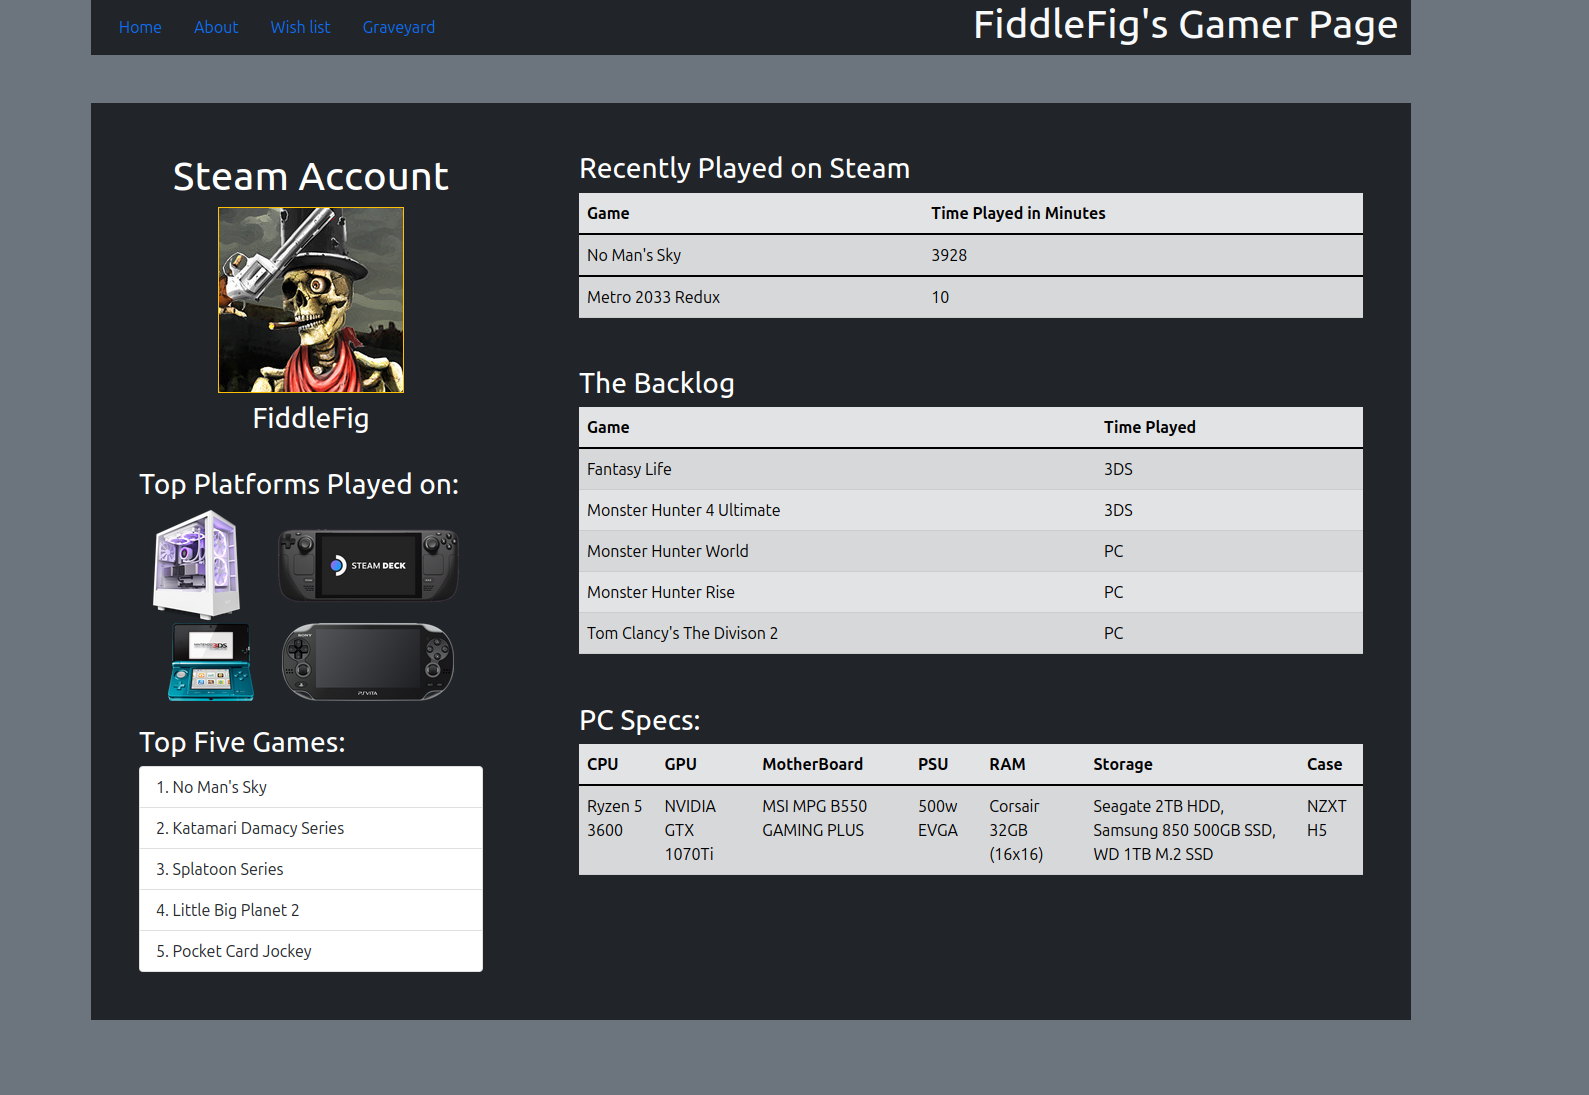 Home About Wish list Graveyard
FiddleFig's Gamer Page
Steam Account
FiddleFig
Top Platforms Played on:
STEAM DECK
NINTENDO 3DS
SONY
PSVITA
Top Five Games:
1. No Man's Sky
2. Katamari Damacy Series
3. Splatoon Series
4. Little Big Planet 2
5. Pocket Card Jockey
Recently Played on Steam
Game Time Played in Minutes
No Man's Sky 3928
Metro 2033 Redux 10
The Backlog
Game Time Played
Fantasy Life 3DS
Monster Hunter 4 Ultimate 3DS
Monster Hunter World PC
Monster Hunter Rise PC
Tom Clancy's The Divison 2 PC
PC Specs:
CPU GPU MotherBoard PSU RAM Storage Case
Ryzen 5 NVIDIA MSI MPG B550 500w Corsair Seagate 2TB HDD, NZXT
3600 GTX GAMING PLUS EVGA 32GB Samsung 850 500GB SSD, H5
1070Ti (16x16) WD 1TB M.2 SSD